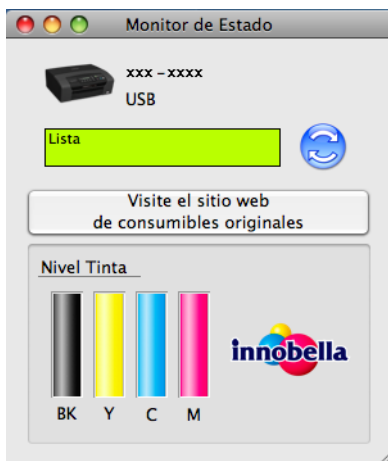 Monitor de Estado
xxx – xxxx
USB
Lista
Visite el sitio web
de consumibles originales
Nivel Tinta
innobella
BK Y C M